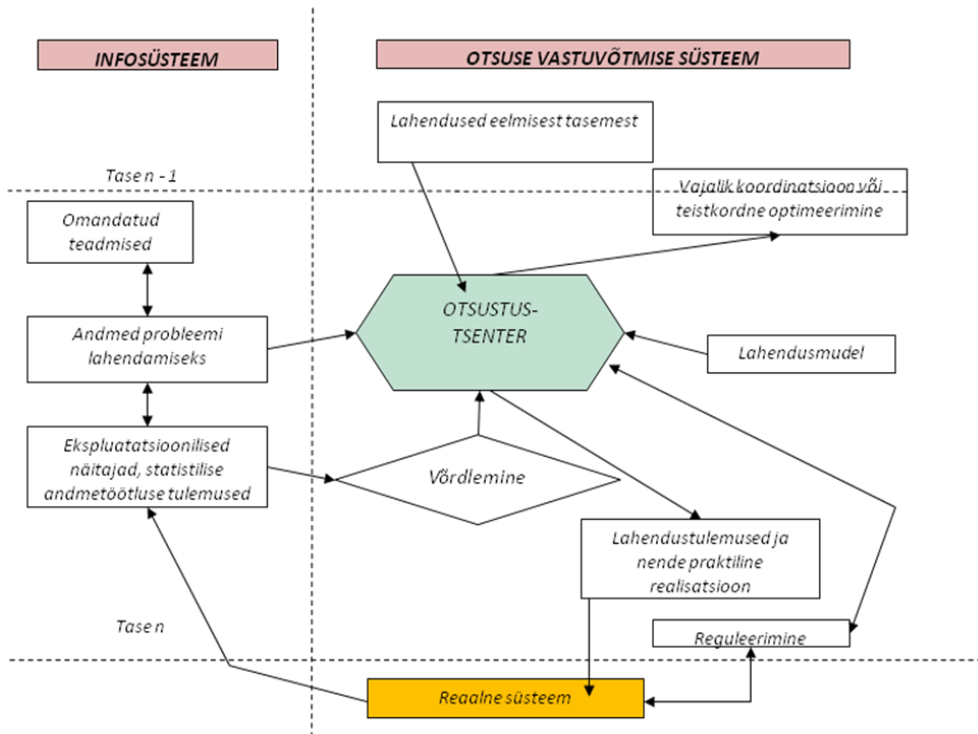 INFOSÜSTEEM
OTSUSE VASTUVÕTMISE SÜSTEEM
Lahendused eelmisest tasemest
Tase n - 1
Vajalik koordinatsioon või
teistkordne optimeerimine
Omandatud
teadmised
OTSUSTUS-
TSENTER
Andmed probleemi
lahendamiseks
Lahendusmudel
Ekspluatatsioonilised
näitajad, statistilise
andmetöötluse tulemused
Võrdlemine
Lahendustulemused ja
nende praktiline
realisatsioon
Tase n
Reguleerimine
Reaalne süsteem